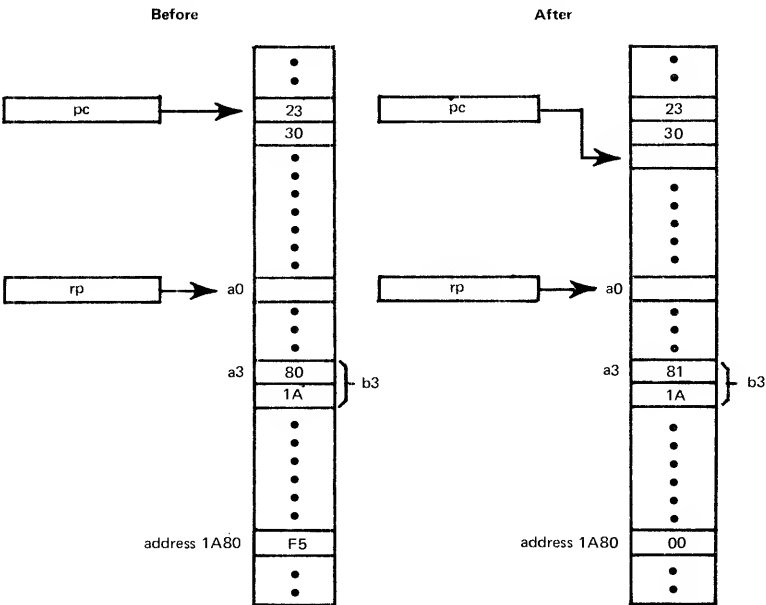 Before After
pc 23 pc 23
30 30
rp a0 rp a0
a3 80 b3 a3 81 b3
1A 1A
address 1A80 F5 address 1A80 00